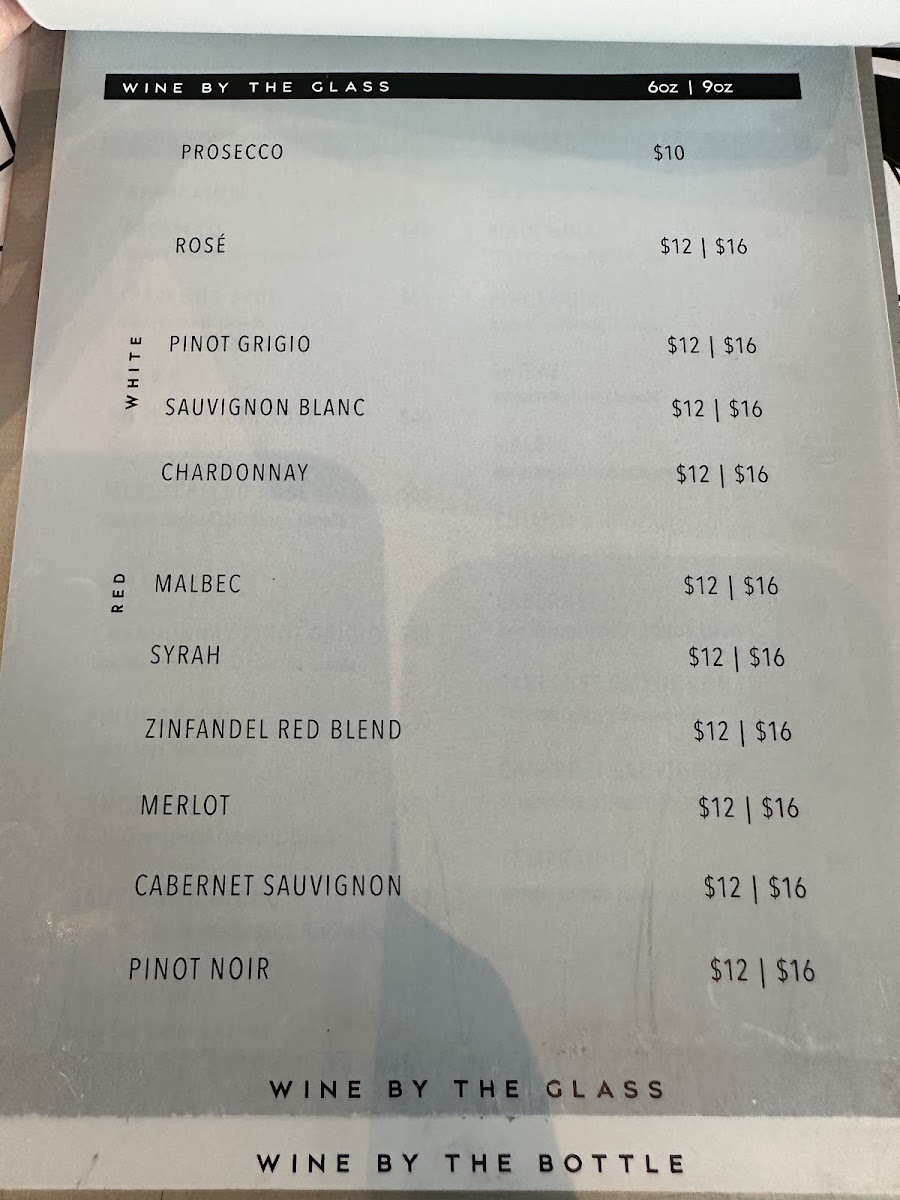 WINE BY THE GLASS 6oz | 9oz
PROSECCO $10
ROSÉ $12 | $16
WHITE
PINOT GRIGIO $12 | $16
SAUVIGNON BLANC $12 | $16
CHARDONNAY $12 | $16
RED
MALBEC $12 | $16
SYRAH $12 | $16
ZINFANDEL RED BLEND $12 | $16
MERLOT $12 | $16
CABERNET SAUVIGNON $12 | $16
PINOT NOIR $12 | $16
WINE BY THE GLASS
WINE BY THE BOTTLE